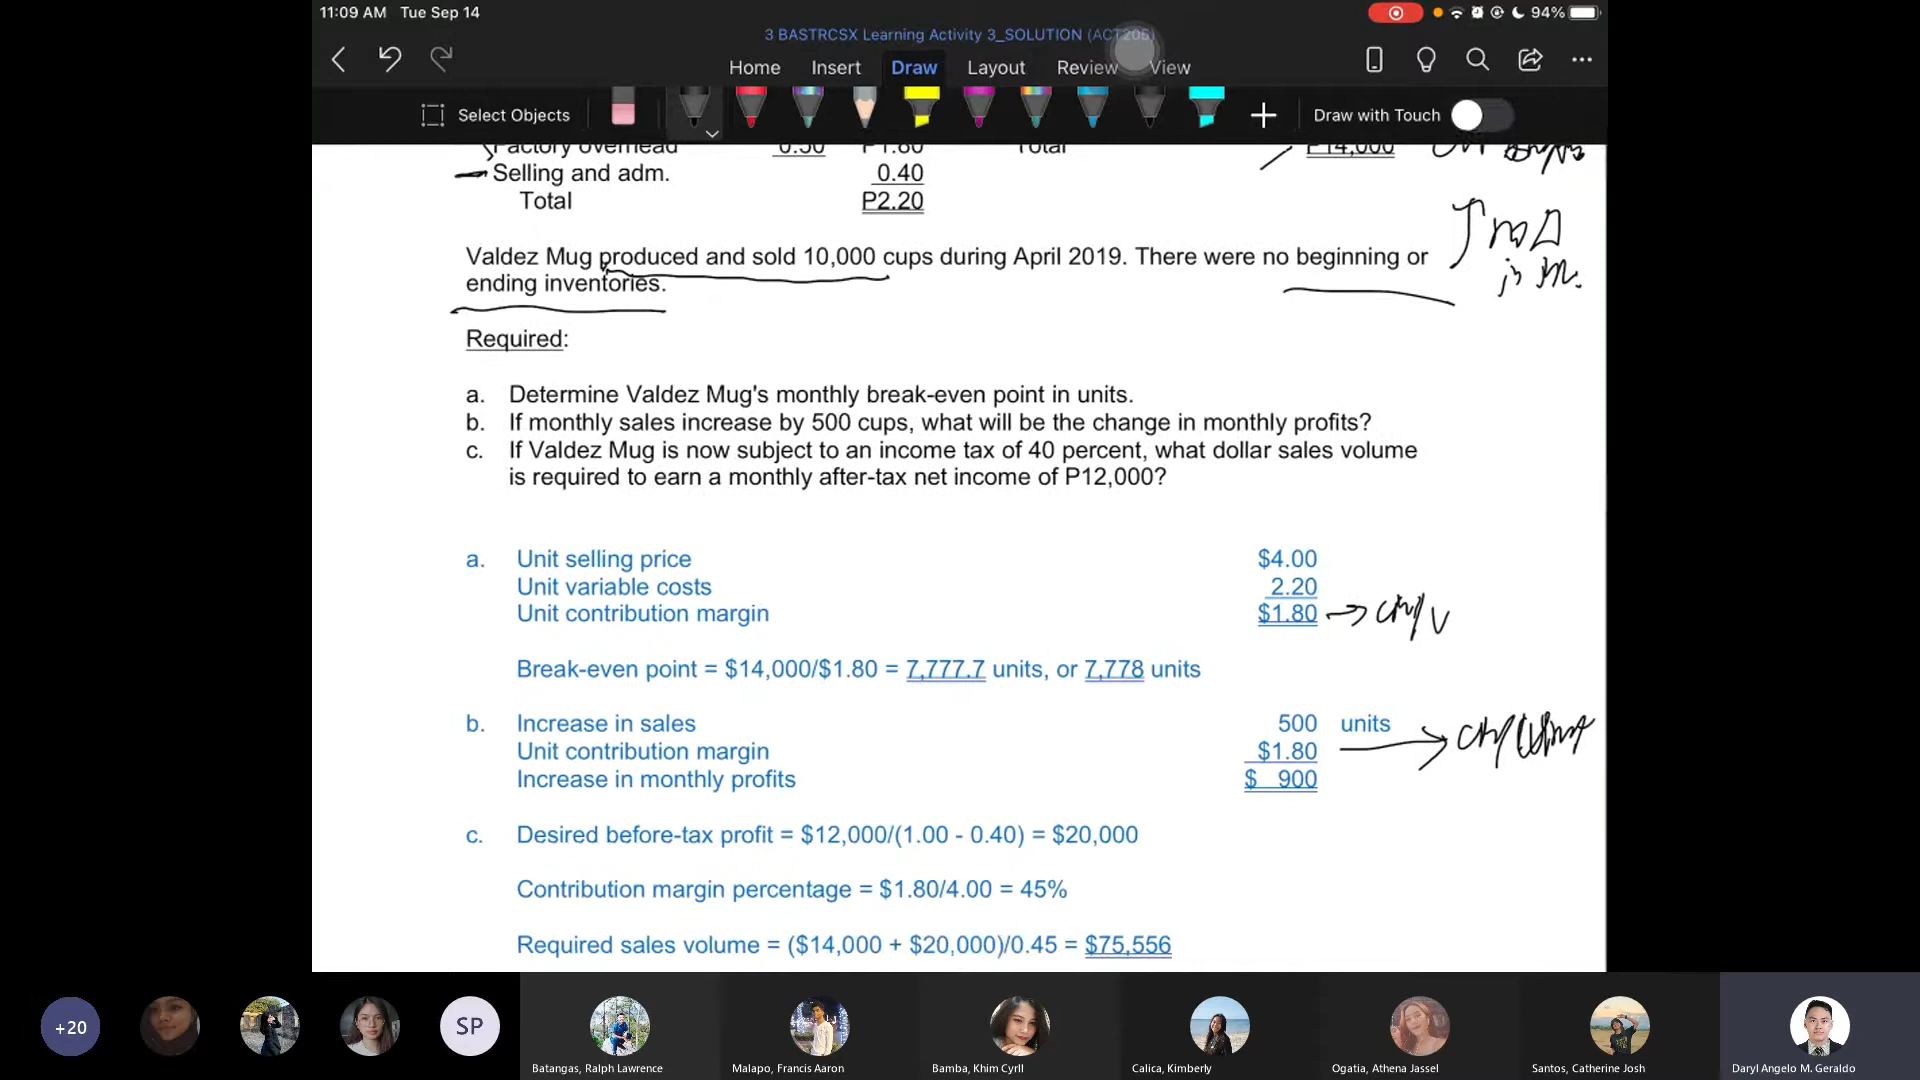 11:09 AM Tue Sep 14
94%
3 BASTRCSX Learning Activity 3_SOLUTION (ACT205)
Home Insert Draw Layout Review View
Select Objects
Draw with Touch
Factory overhead 0.50 P1.80 Total P14,000
Selling and adm. 0.40
Total P2.20
Valdez Mug produced and sold 10,000 cups during April 2019. There were no beginning or
ending inventories.
Required:
a. Determine Valdez Mug's monthly break-even point in units.
b. If monthly sales increase by 500 cups, what will be the change in monthly profits?
c. If Valdez Mug is now subject to an income tax of 40 percent, what dollar sales volume
is required to earn a monthly after-tax net income of P12,000?
a. Unit selling price $4.00
Unit variable costs 2.20
Unit contribution margin $1.80
Break-even point = $14,000/$1.80 = 7,777.7 units, or 7,778 units
b. Increase in sales 500 units
Unit contribution margin $1.80
Increase in monthly profits $ 900
c. Desired before-tax profit = $12,000/(1.00 - 0.40) = $20,000
Contribution margin percentage = $1.80/4.00 = 45%
Required sales volume = ($14,000 + $20,000)/0.45 = $75,556
+20
SP
Batangas, Ralph Lawrence
Malapo, Francis Aaron
Bamba, Khim Cyrll
Calica, Kimberly
Ogatia, Athena Jassel
Santos, Catherine Josh
Daryl Angelo M. Geraldo